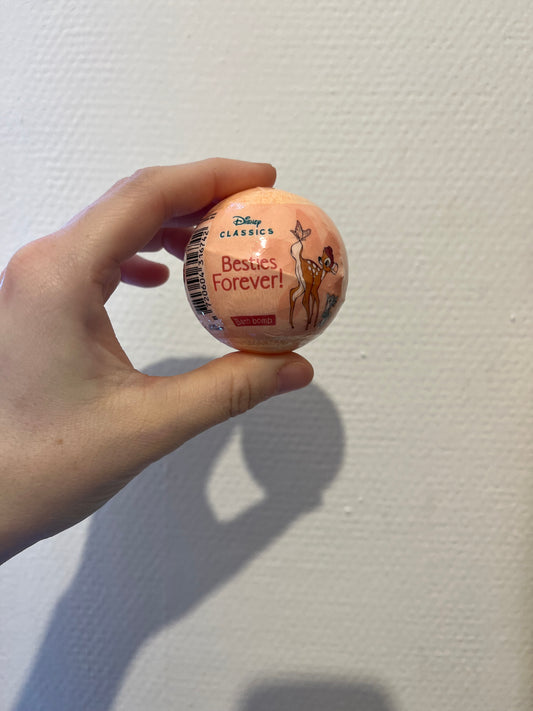 Disney
CLASSICS
Besties
Forever!
Bath bomb